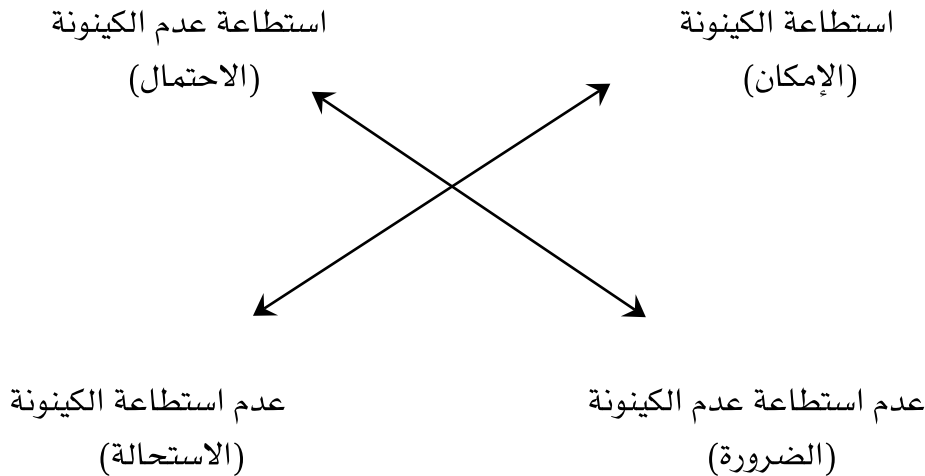 استطاعة الكينونة
(الإمكان)
استطاعة عدم الكينونة
(الاحتمال)
عدم استطاعة عدم الكينونة
(الضرورة)
عدم استطاعة الكينونة
(الاستحالة)